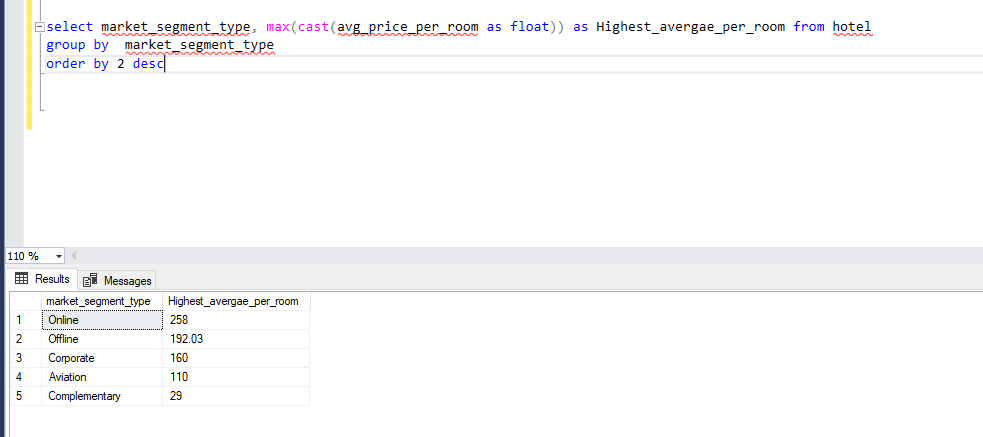 select market_segment_type, max(cast(avg_price_per_room as float)) as Highest_avergae_per_room from hotel
group by  market_segment_type
order by 2 desc
110 %
Results Messages
market_segment_type Highest_avergae_per_room
1 Online 258
2 Offline 192.03
3 Corporate 160
4 Aviation 110
5 Complementary 29